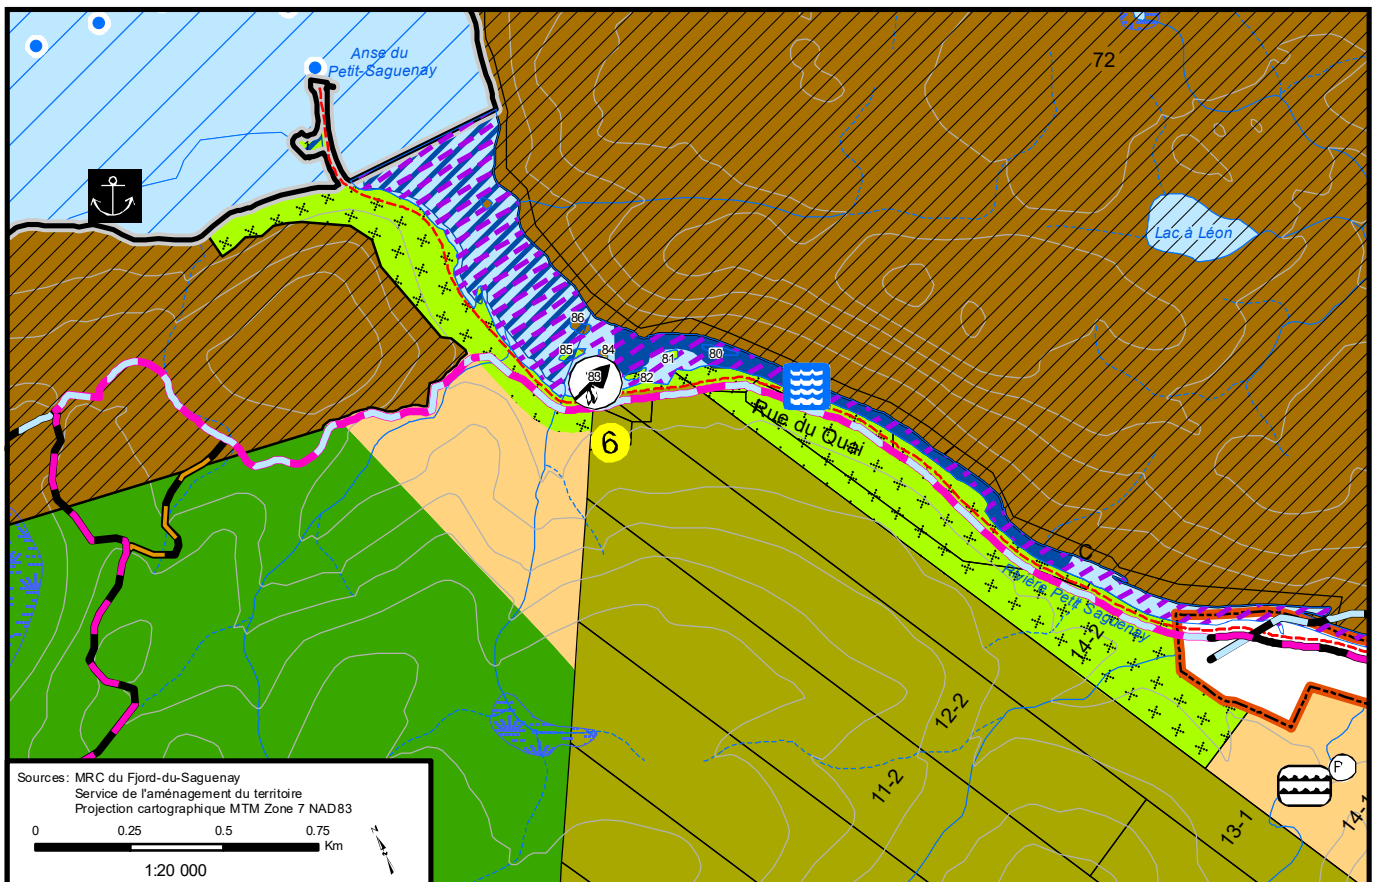 Anse du
Petit-Saguenay
72
Lac à Léon
86
85
84
81
80
83
82
6
Rue du Quai
C
Rivière Petit Saguenay
14-2
12-2
11-2
13-1
14-1
P
Sources: MRC du Fjord-du-Saguenay
Service de l'aménagement du territoire
Projection cartographique MTM Zone 7 NAD83
0 0.25 0.5 0.75
Km
1:20 000